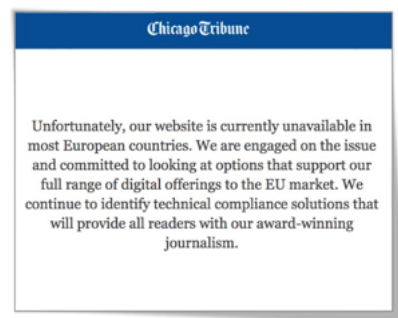 Chicago Tribune
Unfortunately, our website is currently unavailable in
most European countries. We are engaged on the issue
and committed to looking at options that support our
full range of digital offerings to the EU market. We
continue to identify technical compliance solutions that
will provide all readers with our award-winning
journalism.